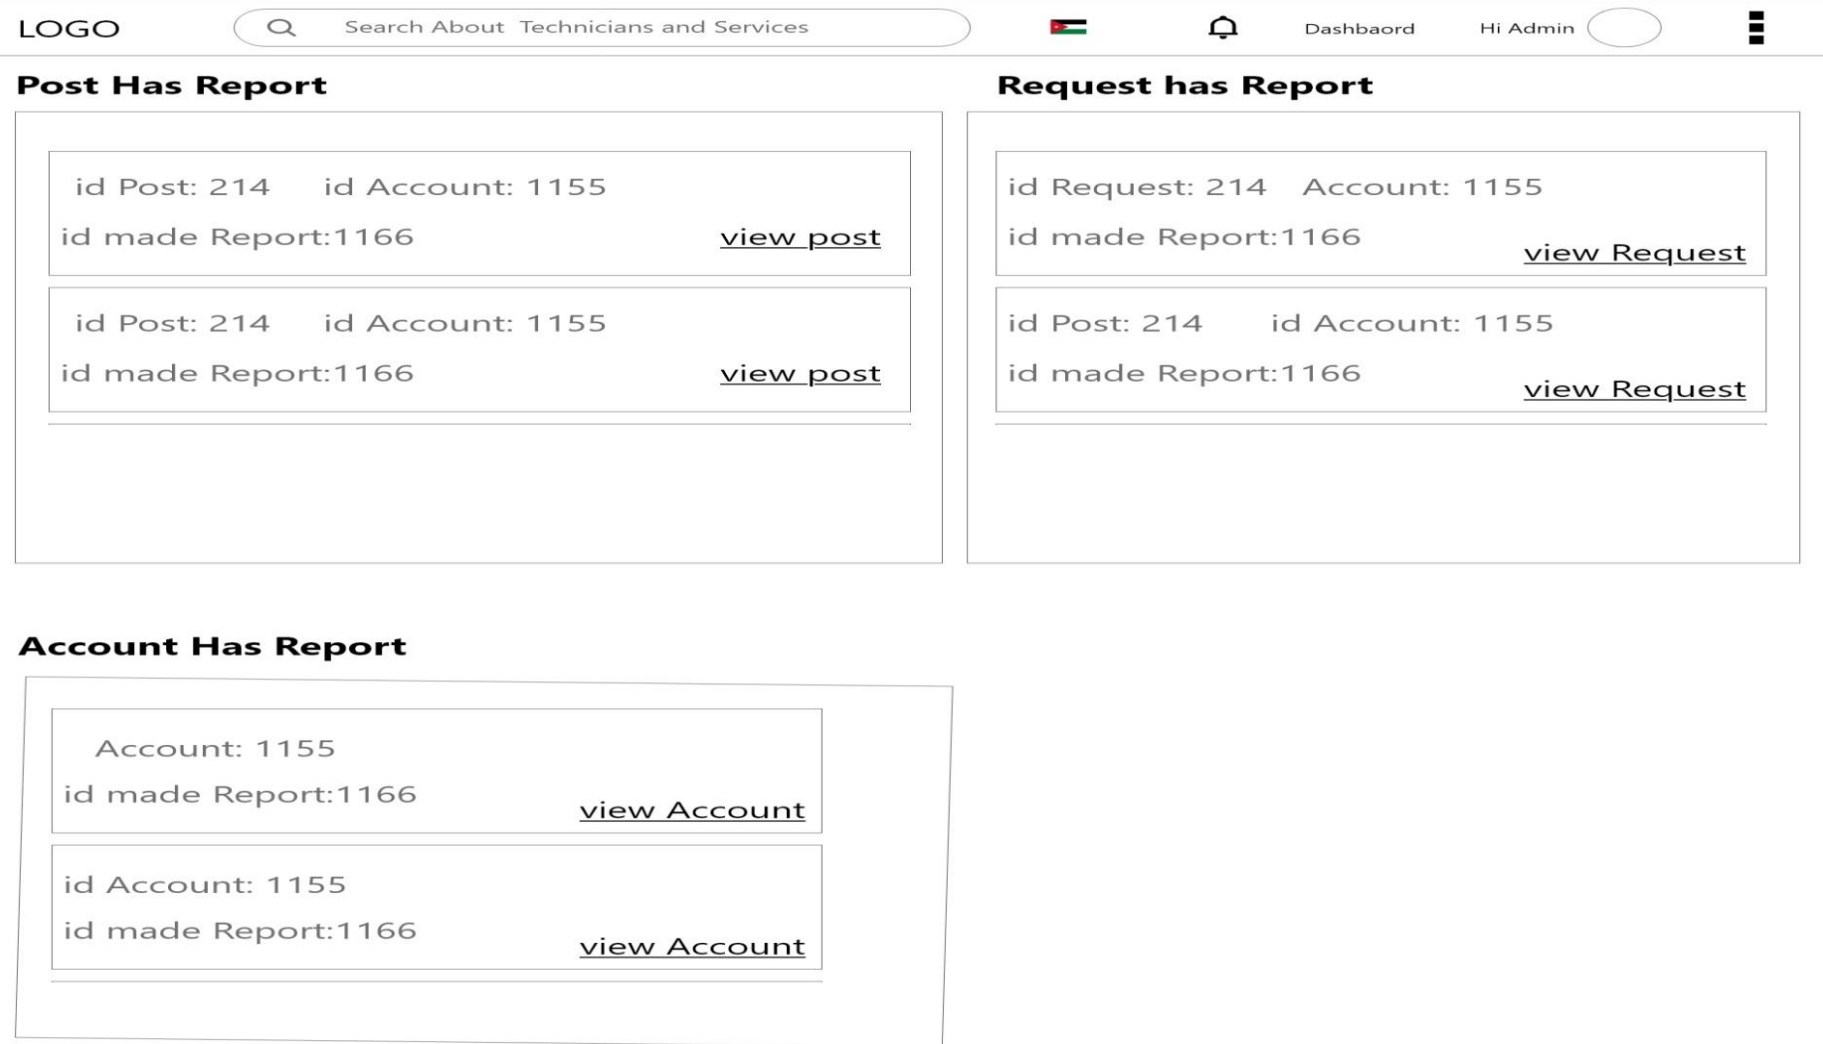 LOGO
Search About Technicians and Services
Dashbaord
Hi Admin
Post Has Report
id Post: 214 id Account: 1155
id made Report:1166
view post
id Post: 214 id Account: 1155
id made Report:1166
view post
Request has Report
id Request: 214 Account: 1155
id made Report:1166
view Request
id Post: 214 id Account: 1155
id made Report:1166
view Request
Account Has Report
Account: 1155
id made Report:1166
view Account
id Account: 1155
id made Report:1166
view Account